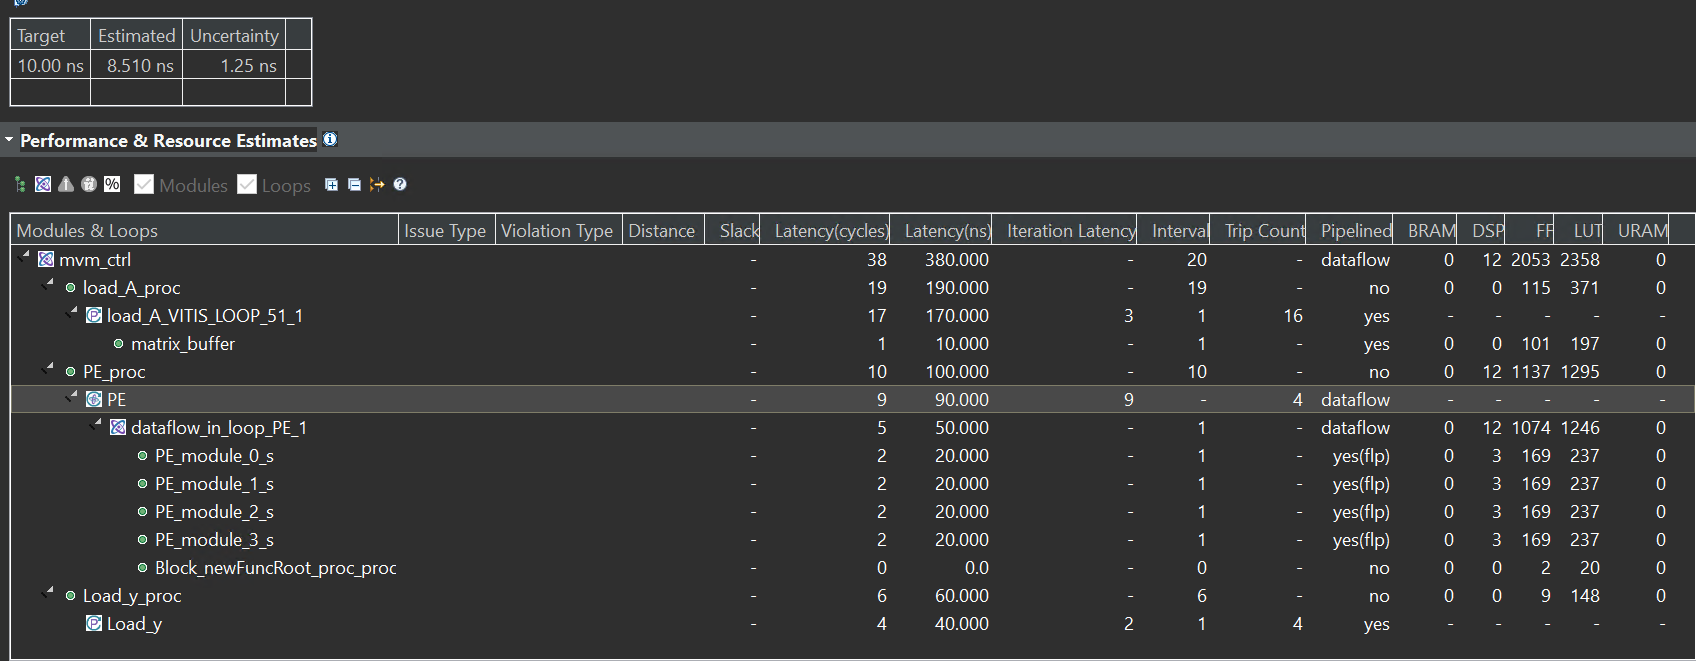 Target Estimated Uncertainty
10.00 ns 8.510 ns 1.25 ns
Performance & Resource Estimates
% Modules Loops
Modules & Loops Issue Type Violation Type Distance Slack Latency(cycles) Latency(ns) Iteration Latency Interval Trip Count Pipelined BRAM DSP FF LUT URAM
mvm_ctrl - 38 380.000 - 20 - dataflow 0 12 2053 2358 0
load_A_proc - 19 190.000 - 19 - no 0 0 115 371 0
load_A_VITIS_LOOP_51_1 - 17 170.000 3 1 16 yes - - - - -
matrix_buffer - 1 10.000 - 1 - yes 0 0 101 197 0
PE_proc - 10 100.000 - 10 - no 0 12 1137 1295 0
PE - 9 90.000 9 - 4 dataflow - - - - -
dataflow_in_loop_PE_1 - 5 50.000 - 1 - dataflow 0 12 1074 1246 0
PE_module_0_s - 2 20.000 - 1 - yes(flp) 0 3 169 237 0
PE_module_1_s - 2 20.000 - 1 - yes(flp) 0 3 169 237 0
PE_module_2_s - 2 20.000 - 1 - yes(flp) 0 3 169 237 0
PE_module_3_s - 2 20.000 - 1 - yes(flp) 0 3 169 237 0
Block_newFuncRoot_proc_proc - 0 0.0 - 0 - no 0 0 2 20 0
Load_y_proc - 6 60.000 - 6 - no 0 0 9 148 0
Load_y - 4 40.000 2 1 4 yes - - - - -